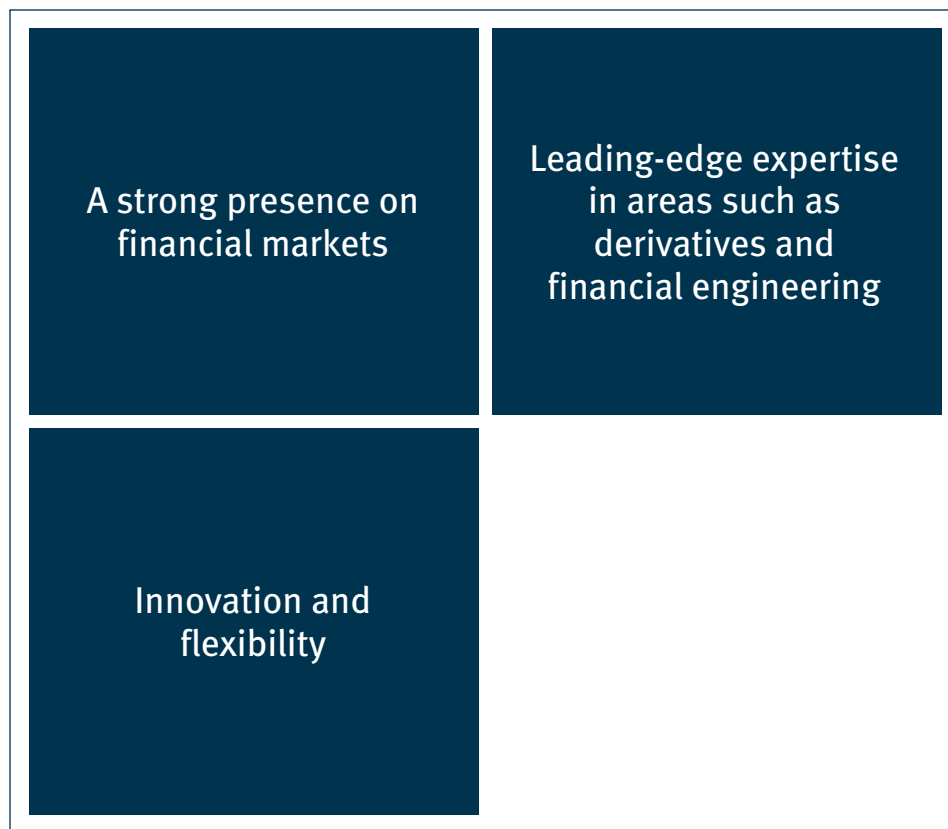 A strong presence on
financial markets
Leading-edge expertise
in areas such as
derivatives and
financial engineering
Innovation and
flexibility